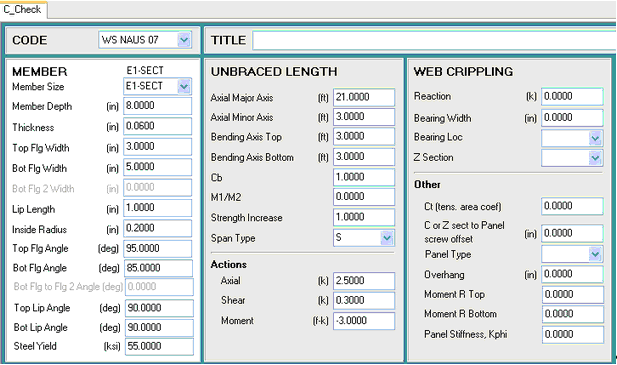 C_Check
CODE WS NAUS 07 TITLE
MEMBER E1-SECT
Member Size E1-SECT
Member Depth (in) 8.0000
Thickness (in) 0.0600
Top Flg Width (in) 3.0000
Bot Flg Width (in) 5.0000
Bot Flg 2 Width (in) 0.0000
Lip Length (in) 1.0000
Inside Radius (in) 0.2000
Top Flg Angle (deg) 95.0000
Bot Flg Angle (deg) 85.0000
Bot Flg to Flg 2 Angle (deg) 0.0000
Top Lip Angle (deg) 90.0000
Bot Lip Angle (deg) 90.0000
Steel Yield (ksi) 55.0000
UNBRACED LENGTH
Axial Major Axis (ft) 21.0000
Axial Minor Axis (ft) 3.0000
Bending Axis Top (ft) 3.0000
Bending Axis Bottom (ft) 3.0000
Cb 1.0000
M1/M2 0.0000
Strength Increase 1.0000
Span Type S
Actions
Axial (k) 2.5000
Shear (k) 0.3000
Moment (f-k) -3.0000
WEB CRIPPLING
Reaction (k) 0.0000
Bearing Width (in) 0.0000
Bearing Loc
Z Section
Other
Ct (tens. area coef) 0.0000
C or Z sect to Panel
screw offset (in) 0.0000
Panel Type
Overhang (in) 0.0000
Moment R Top 0.0000
Moment R Bottom 0.0000
Panel Stiffness, Kphi 0.0000